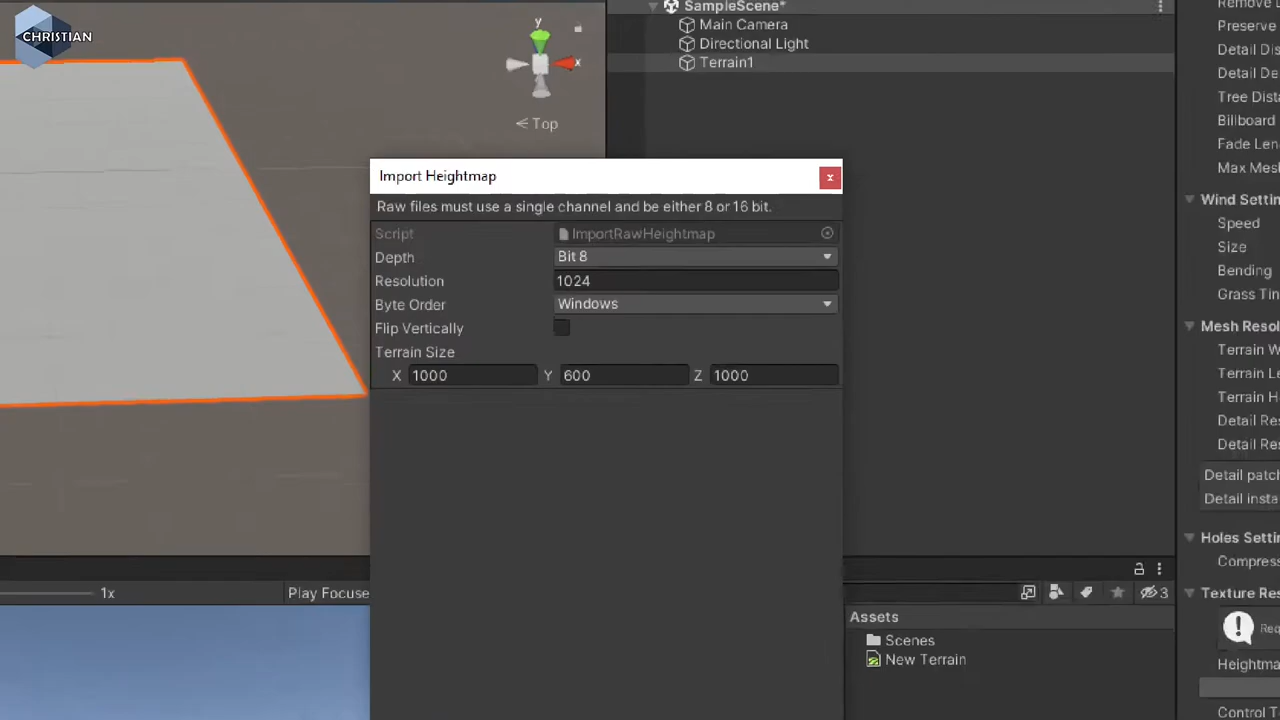 CHRISTIAN
SampleScene*
Main Camera
Directional Light
Terrain1
y
x
< Top
Import Heightmap
x
Raw files must use a single channel and be either 8 or 16 bit.
Script ImportRawHeightmap
Depth Bit 8
Resolution 1024
Byte Order Windows
Flip Vertically
Terrain Size
X 1000 Y 600 Z 1000
1x
Play Focuse
3
Assets
Scenes
New Terrain
Preserve
Detail Dis
Detail De
Tree Dista
Billboard
Fade Len
Max Mesh
Wind Settin
Speed
Size
Bending
Grass Tin
Mesh Resol
Terrain W
Terrain Le
Terrain H
Detail Res
Detail Res
Detail patch
Detail insta
Holes Settin
Compress
Texture Res
Req
Heightma
Control T